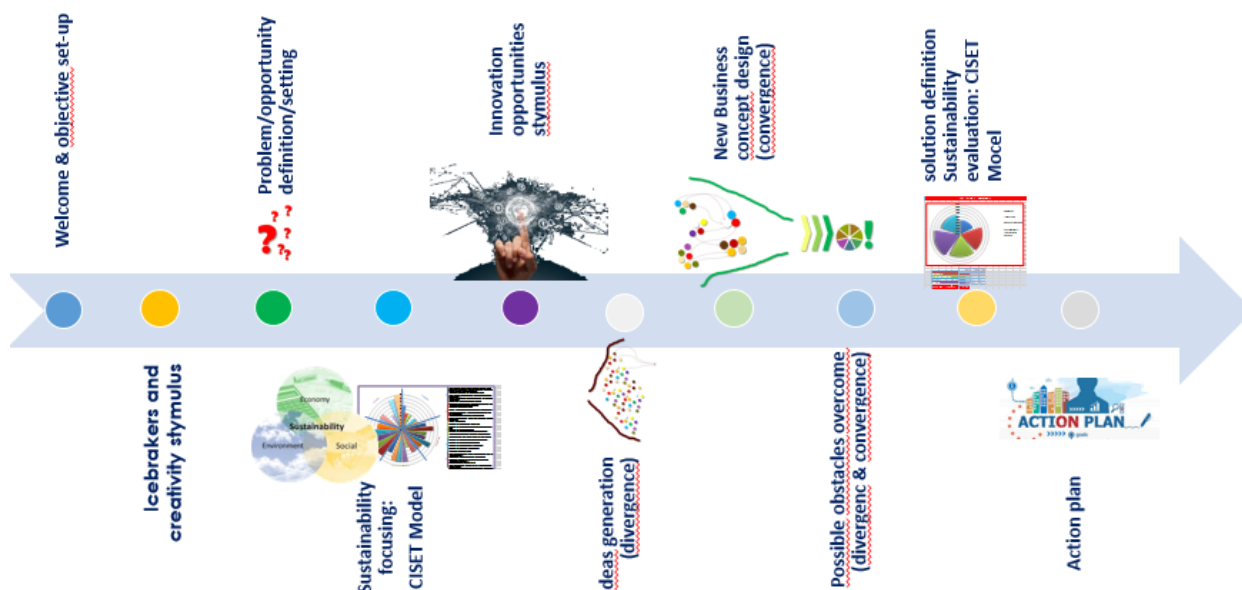 Welcome & objective set-up
Icebrakers and
creativity stymulus
Problem/opportunity
definition/setting
Economy
Sustainability
Environment
Social
Sustainability
focusing:
CISET Model
Innovation
opportunities
stymulus
deas generation
(divergence)
New Business
concept design
(convergence)
Possible obstacles overcome
(divergenc & convergence)
solution definition
Sustainability
evaluation: CISET
Mocel
ACTION PLAN
goals
Action plan